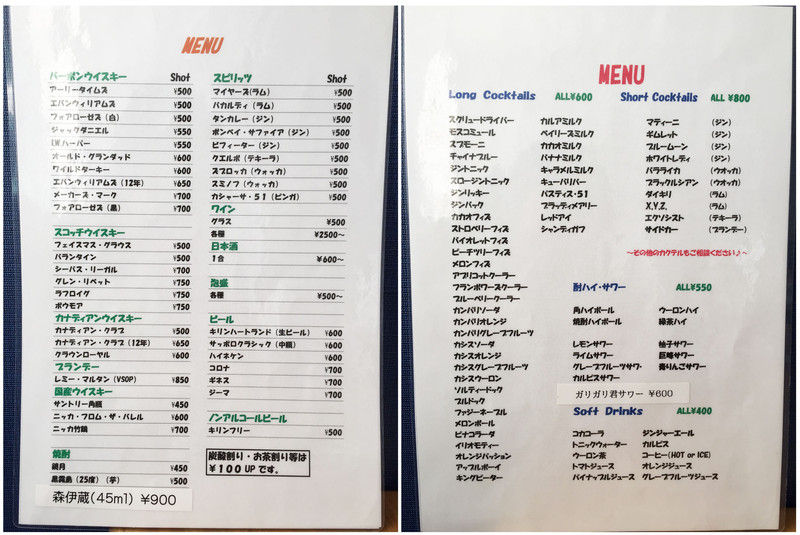 MENU
バーボンウイスキー Shot
アーリータイムズ ¥500
エバンウィリアムズ ¥500
フォアローゼズ（白） ¥500
ジャックダニエル ¥550
I.W.ハーパー ¥550
オールド・グランダッド ¥600
ワイルドターキー ¥600
エバンウィリアムズ（12年） ¥650
メーカーズ・マーク ¥700
フォアローゼズ（黒） ¥700
スコッチウイスキー
フェイスマス・グラウス ¥500
バランタイン ¥500
シーバス・リーガル ¥700
グレン・リベット ¥750
ラフロイグ ¥750
ボウモア ¥750
カナディアンウイスキー
カナディアン・クラブ ¥500
カナディアン・クラブ（12年） ¥650
クラウンローヤル ¥600
ブランデー
レミー・マルタン（VSOP） ¥850
国産ウイスキー
サントリー角瓶 ¥450
ニッカ・フロム・ザ・バレル ¥600
ニッカ竹鶴 ¥700
焼酎
鏡月 ¥450
黒霧島（25度）（芋） ¥500
森伊蔵(45ml) ¥900
スピリッツ Shot
マイヤーズ(ラム) ¥500
バカルディ（ラム） ¥500
タンカレー（ジン） ¥500
ボンベイ・サファイア（ジン） ¥500
ビフィーター（ジン） ¥500
クエルボ（テキーラ） ¥500
ズブロッカ（ウォッカ） ¥500
スミノフ（ウォッカ） ¥500
カシャーサ・51（ピンガ） ¥500
ワイン
グラス ¥500
各種 ¥2500～
日本酒
1合 ¥600～
泡盛
各種 ¥500～
ビール
キリンハートランド（生ビール） ¥600
サッポロクラシック（中瓶） ¥600
ハイネケン ¥600
コロナ ¥700
ギネス ¥700
ジーマ ¥700
ノンアルコールビール
キリンフリー ¥500
炭酸割り・お茶割り等は
¥100 UPです。
MENU
Long Cocktails ALL¥600
スクリュードライバー カルアミルク
モスコミュール ベイリーズミルク
スプモーニ カカオミルク
チャイナブルー バナナミルク
ジントニック キャラメルミルク
スロージントニック キューバリバー
ジンリッキー パスティス・51
ジンバック ブラッディメアリー
カカオフィズ レッドアイ
ストロベリーフィズ シャンディガフ
バイオレットフィズ
ピーチツリーフィズ
メロンフィズ
アプリコットクーラー
フランボワーズクーラー
ブルーベリークーラー
カンパリソーダ
カンパリオレンジ
カンパリグレープフルーツ
カシスソーダ
カシスオレンジ
カシスグレープフルーツ
カシスウーロン
ソルティードック
ブルドック
ファジーネーブル
メロンボール
ピナコラーダ
イリオモティー
オレンジパッション
アップルボーイ
キングピーター
Short Cocktails ALL ¥800
マティーニ （ジン）
ギムレット （ジン）
ブルームーン （ジン）
ホワイトレディ （ジン）
バラライカ （ウオッカ）
ブラックルシアン （ウオッカ）
ダイキリ （ラム）
X.Y.Z. （ラム）
エクソシスト （テキーラ）
サイドカー （ブランデー）
～その他のカクテルもご相談ください♪～
酎ハイ・サワー ALL¥550
角ハイボール ウーロンハイ
焼酎ハイボール 緑茶ハイ
レモンサワー 柚子サワー
ライムサワー 巨峰サワー
グレープフルーツサワー 青りんごサワー
カルピスサワー
ガリガリ君サワー ¥600
Soft Drinks ALL¥400
コカコーラ ジンジャーエール
トニックウォーター カルピス
ウーロン茶 コーヒー(HOT or ICE)
トマトジュース オレンジジュース
パイナップルジュース グレープフルーツジュース